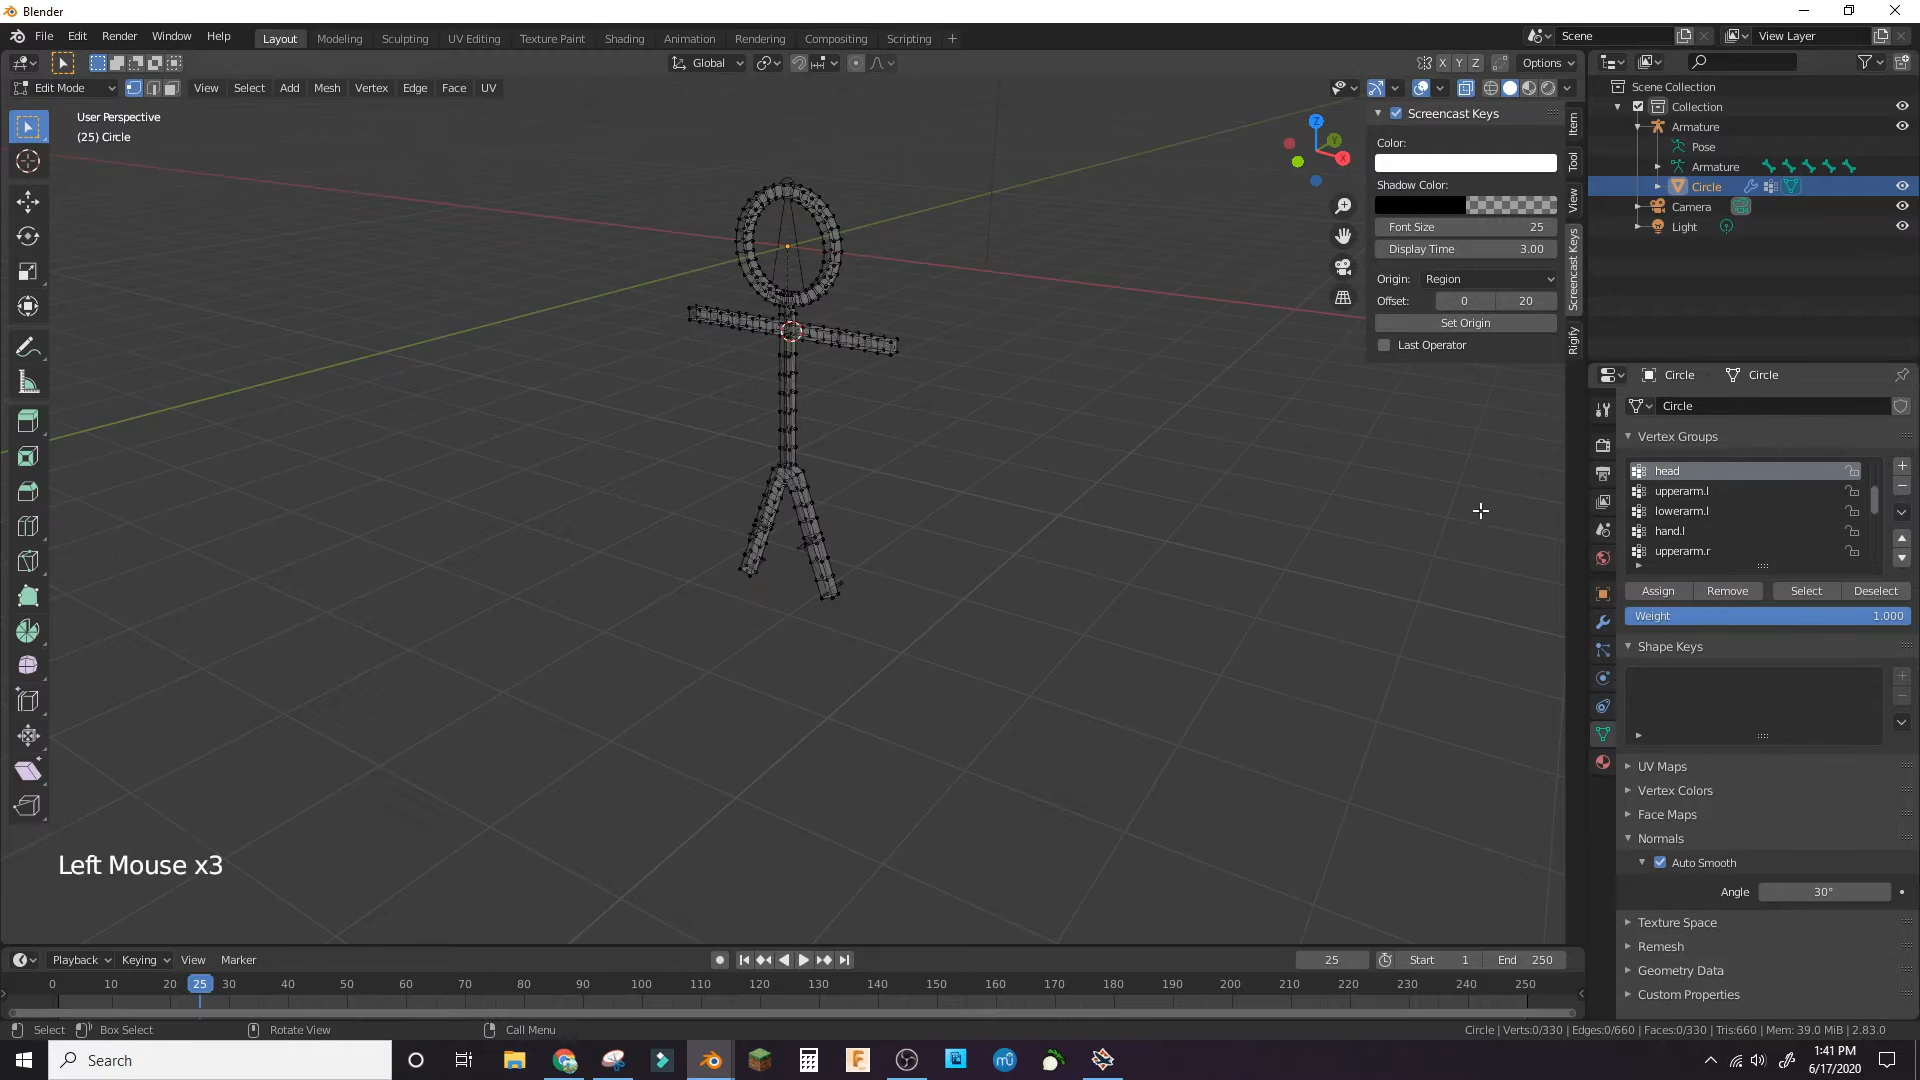 Blender
File Edit Render Window Help Layout Modeling Sculpting UV Editing Texture Paint Shading Animation Rendering Compositing Scripting + Scene View Layer
Global X Y Z Options
Edit Mode View Select Add Mesh Vertex Edge Face UV
User Perspective
(25) Circle
Z
Y
X
Screencast Keys
Color:
Shadow Color:
Font Size 25
Display Time 3.00
Origin: Region
Offset: 0 20
Set Origin
Last Operator
Item
Tool
View
Screencast Keys
Rigify
Scene Collection
Collection
Armature
Pose
Armature
Circle
Camera
Light
Circle Circle
Circle
Vertex Groups
head
upperarm.l
lowerarm.l
hand.l
upperarm.r
Assign Remove Select Deselect
Weight 1.000
Shape Keys
UV Maps
Vertex Colors
Face Maps
Normals
Auto Smooth
Angle 30°
Texture Space
Remesh
Geometry Data
Custom Properties
Left Mouse x3
Playback Keying View Marker 25 Start 1 End 250
0 10 20 25 30 40 50 60 70 80 90 100 110 120 130 140 150 160 170 180 190 200 210 220 230 240 250
Select Box Select Rotate View Call Menu Circle | Verts:0/330 | Edges:0/660 | Faces:0/330 | Tris:660 | Mem: 39.0 MiB | 2.83.0
Search
1:41 PM
6/17/2020